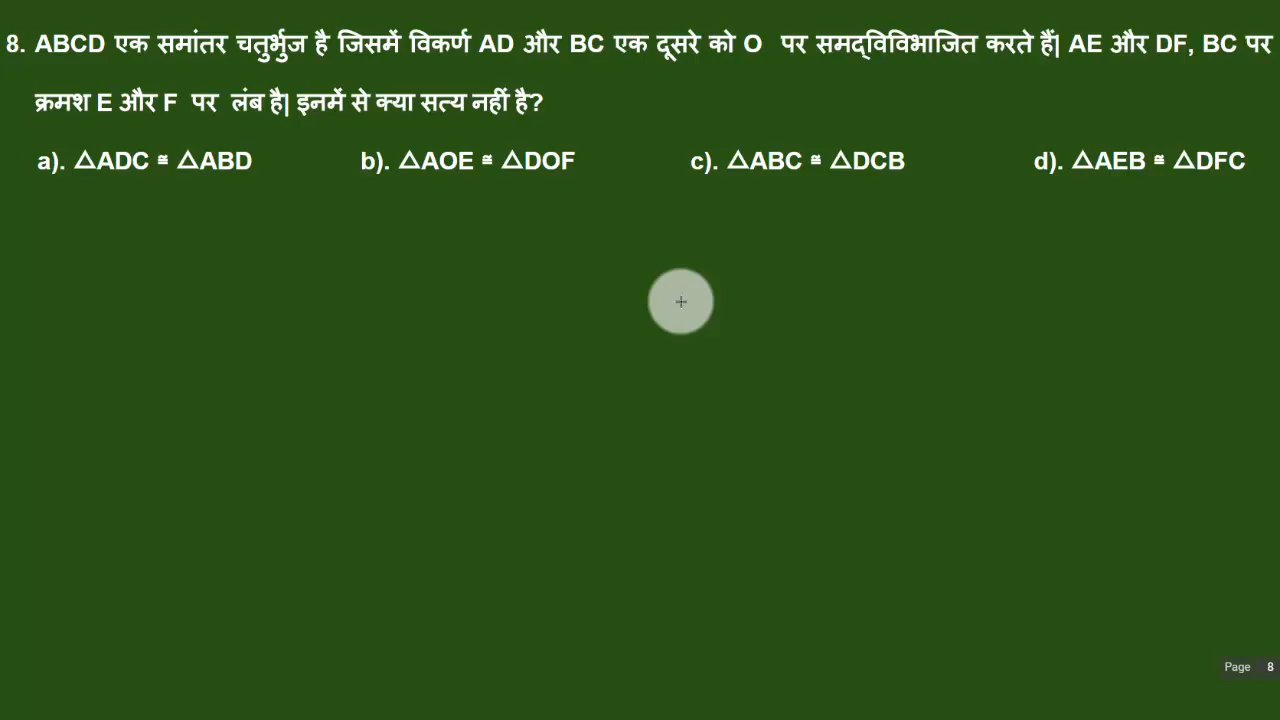 8. ABCD एक समांतर चतुर्भुज है जिसमें विकर्ण AD और BC एक दूसरे को O पर समद्विविभाजित करते हैं| AE और DF, BC पर
क्रमश E और F पर लंब है| इनमें से क्या सत्य नहीं है?
a). △ADC ≅ △ABD b). △AOE ≅ △DOF c). △ABC ≅ △DCB d). △AEB ≅ △DFC
Page 8